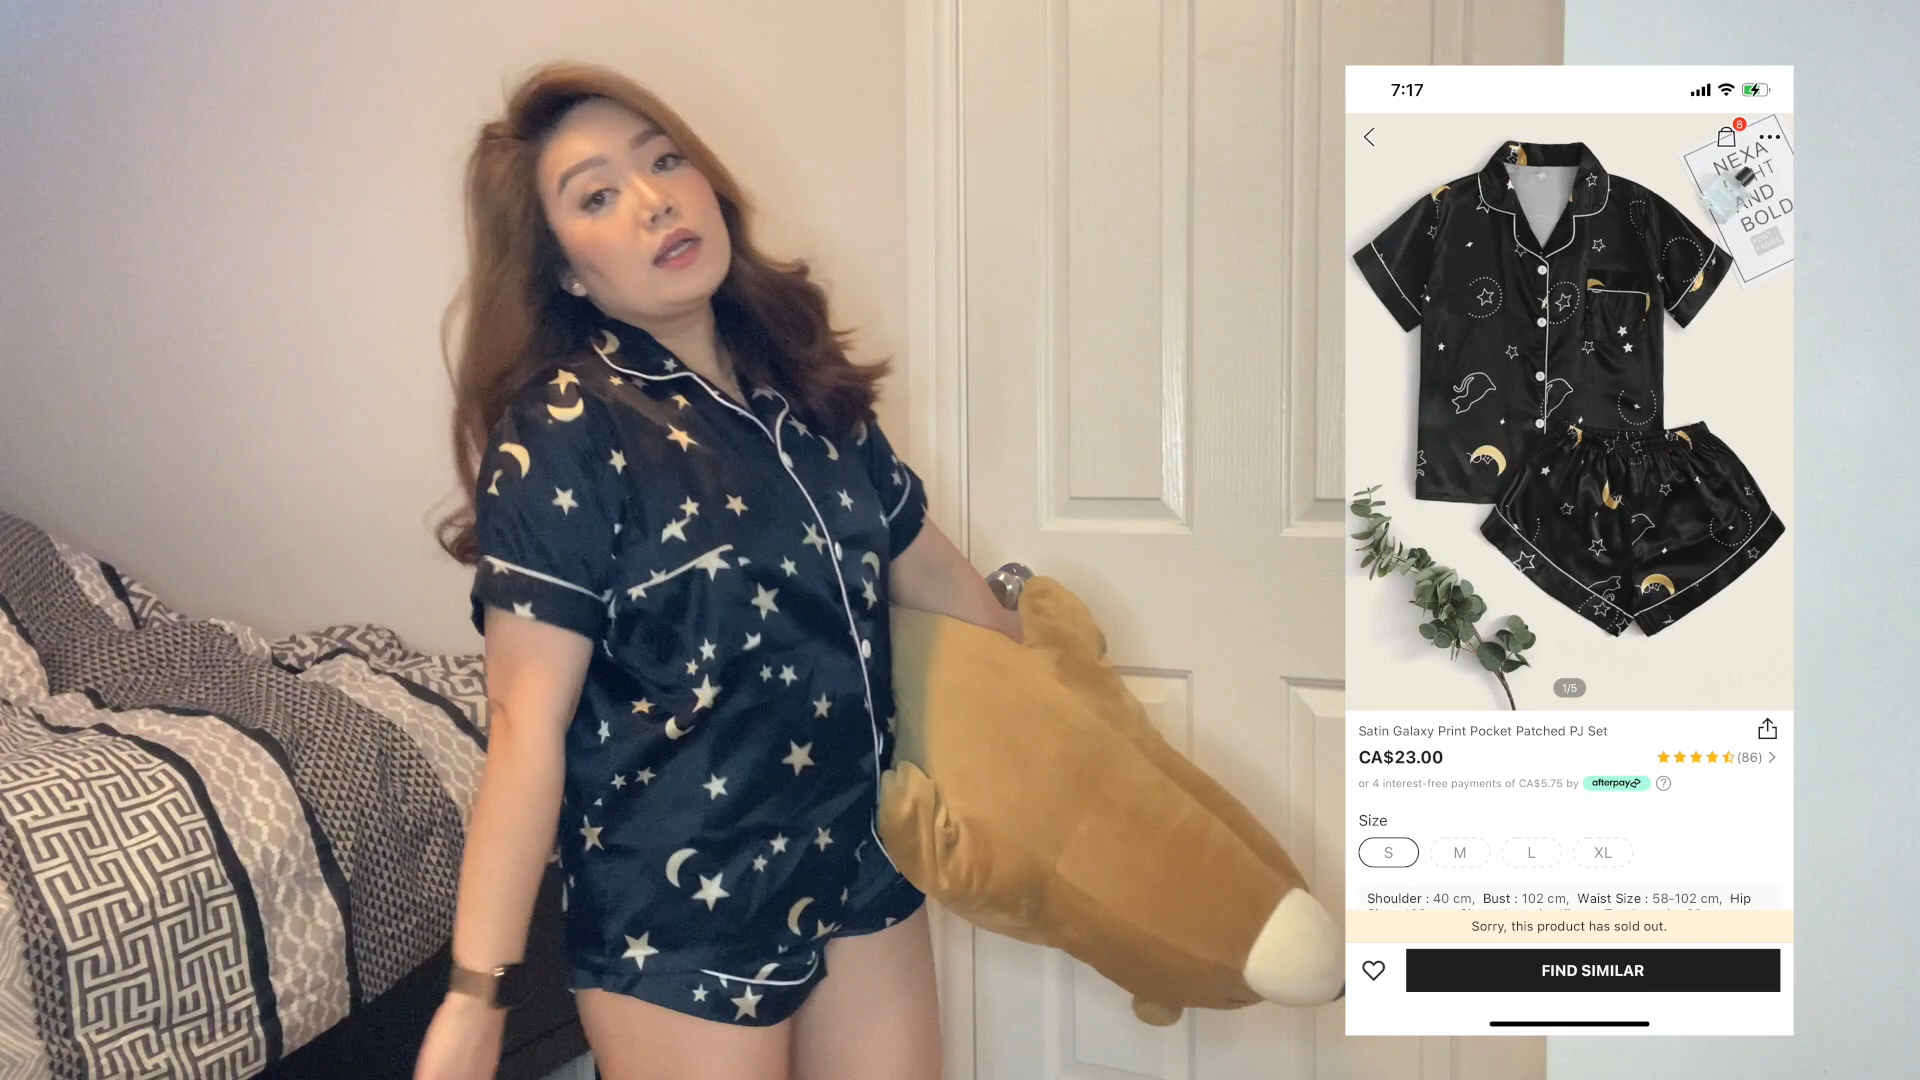 7:17
8
NEXA
HT
AND
BOLD
1/5
Satin Galaxy Print Pocket Patched PJ Set
CA$23.00
(86)
or 4 interest-free payments of CA$5.75 by afterpay
?
Size
S M L XL
Shoulder : 40 cm, Bust : 102 cm, Waist Size : 58-102 cm, Hip
Sorry, this product has sold out.
FIND SIMILAR